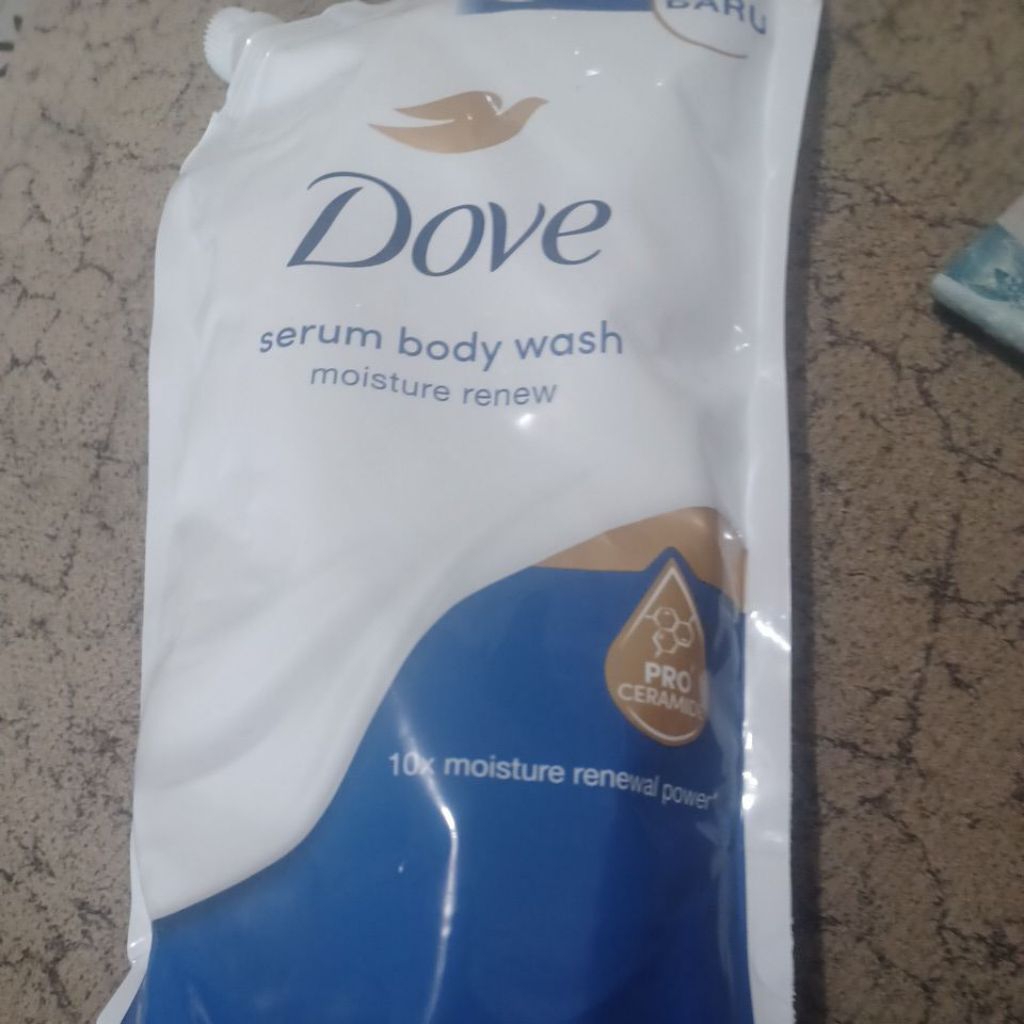 BARU
Dove
serum body wash
moisture renew
PRO
CERAMIDE
10x moisture renewal power*